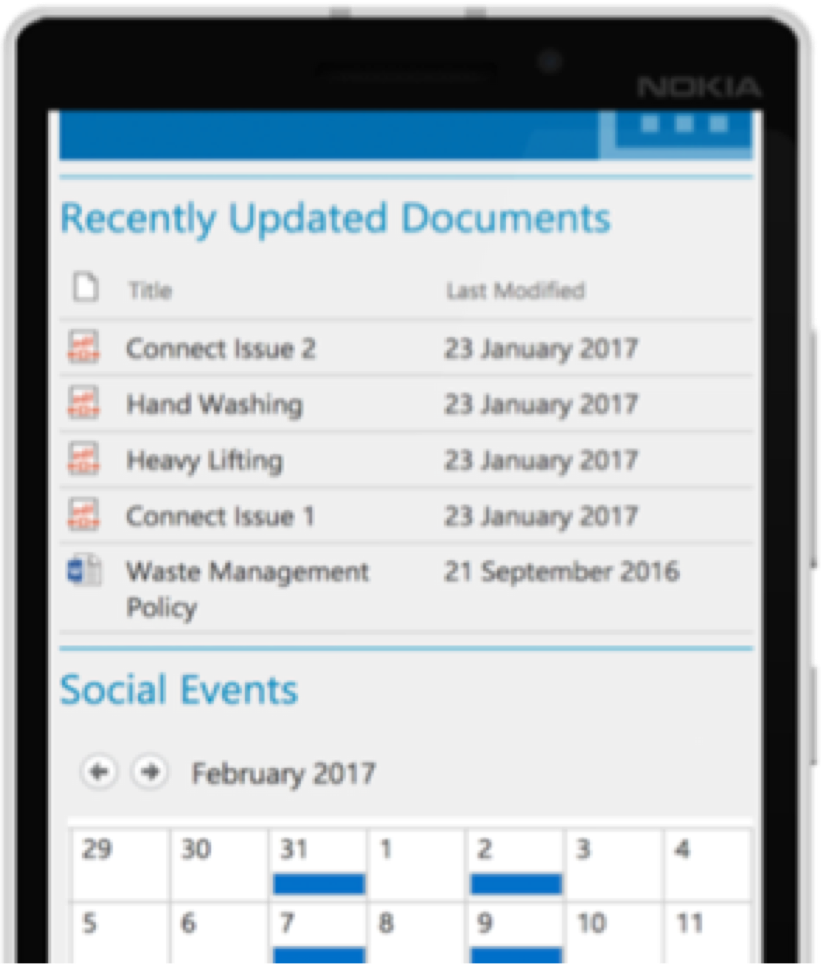 NOKIA
Recently Updated Documents
Title Last Modified
Connect Issue 2 23 January 2017
Hand Washing 23 January 2017
Heavy Lifting 23 January 2017
Connect Issue 1 23 January 2017
Waste Management 21 September 2016
Policy
Social Events
February 2017
29 30 31 1 2 3 4
5 6 7 8 9 10 11